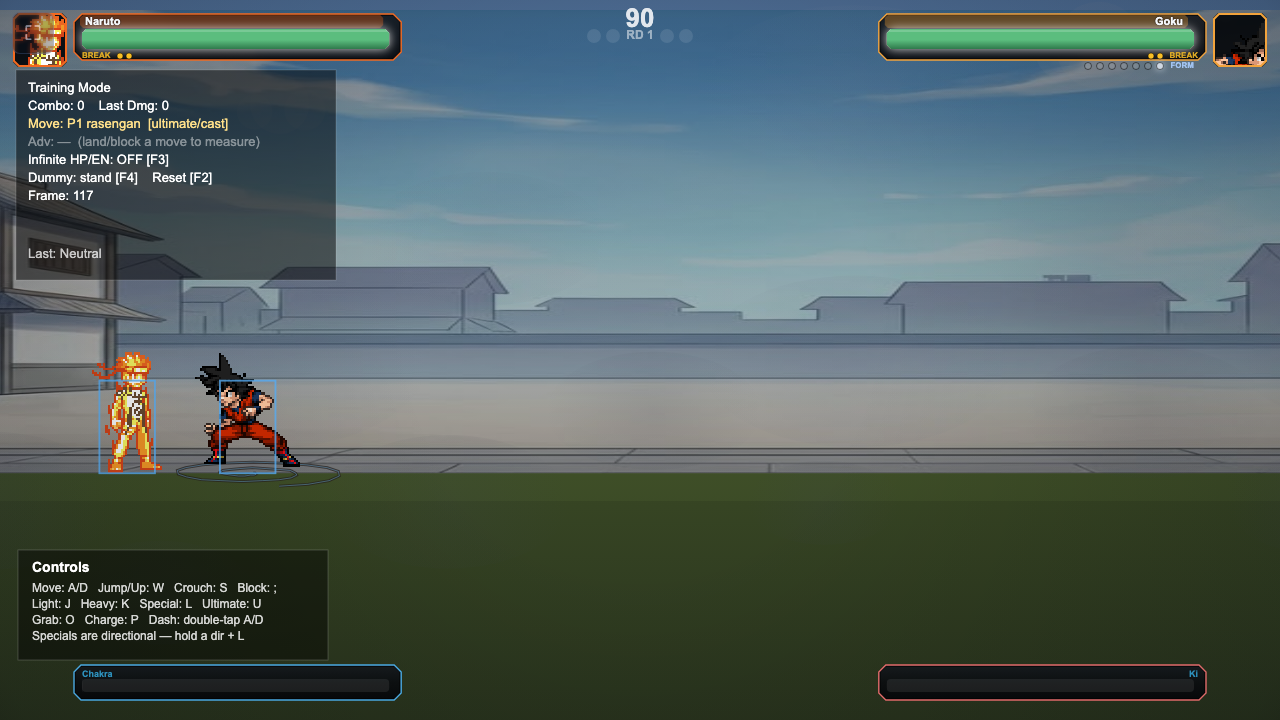 Naruto
90
Goku
RD 1
BREAK
BREAK
FORM
Training Mode
Combo: 0    Last Dmg: 0
Move: P1 rasengan  [ultimate/cast]
Adv: —  (land/block a move to measure)
Infinite HP/EN: OFF [F3]
Dummy: stand [F4]    Reset [F2]
Frame: 117
Last: Neutral
Controls
Move: A/D   Jump/Up: W   Crouch: S   Block: ;
Light: J   Heavy: K   Special: L   Ultimate: U
Grab: O   Charge: P   Dash: double-tap A/D
Specials are directional — hold a dir + L
Chakra
Ki